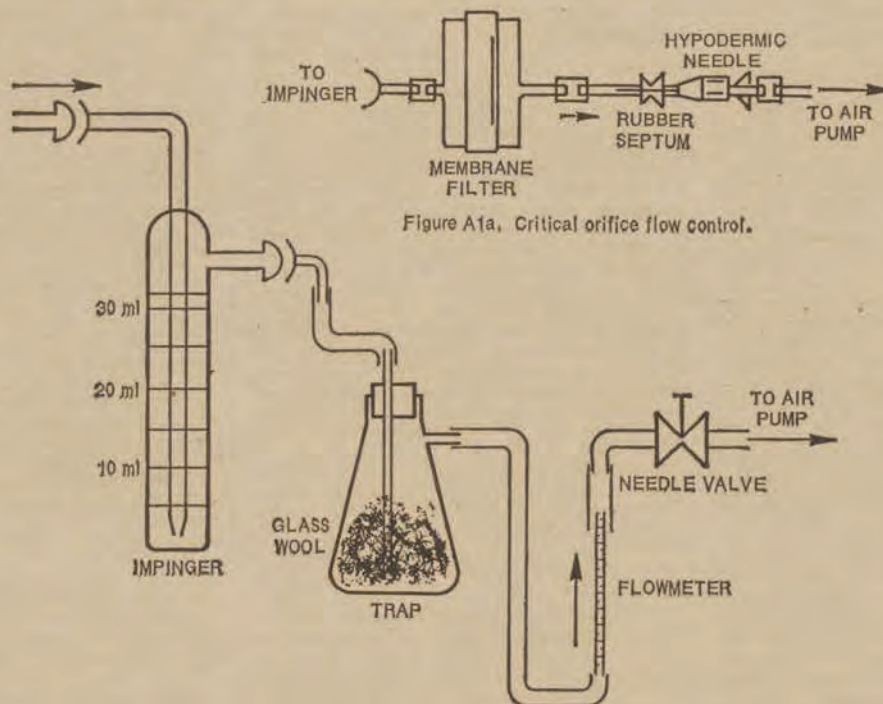 TO
IMPINGER
HYPODERMIC
NEEDLE
RUBBER
SEPTUM
TO AIR
PUMP
MEMBRANE
FILTER
Figure A1a. Critical orifice flow control.
30 ml
20 ml
10 ml
IMPINGER
GLASS
WOOL
TRAP
TO AIR
PUMP
NEEDLE VALVE
FLOWMETER